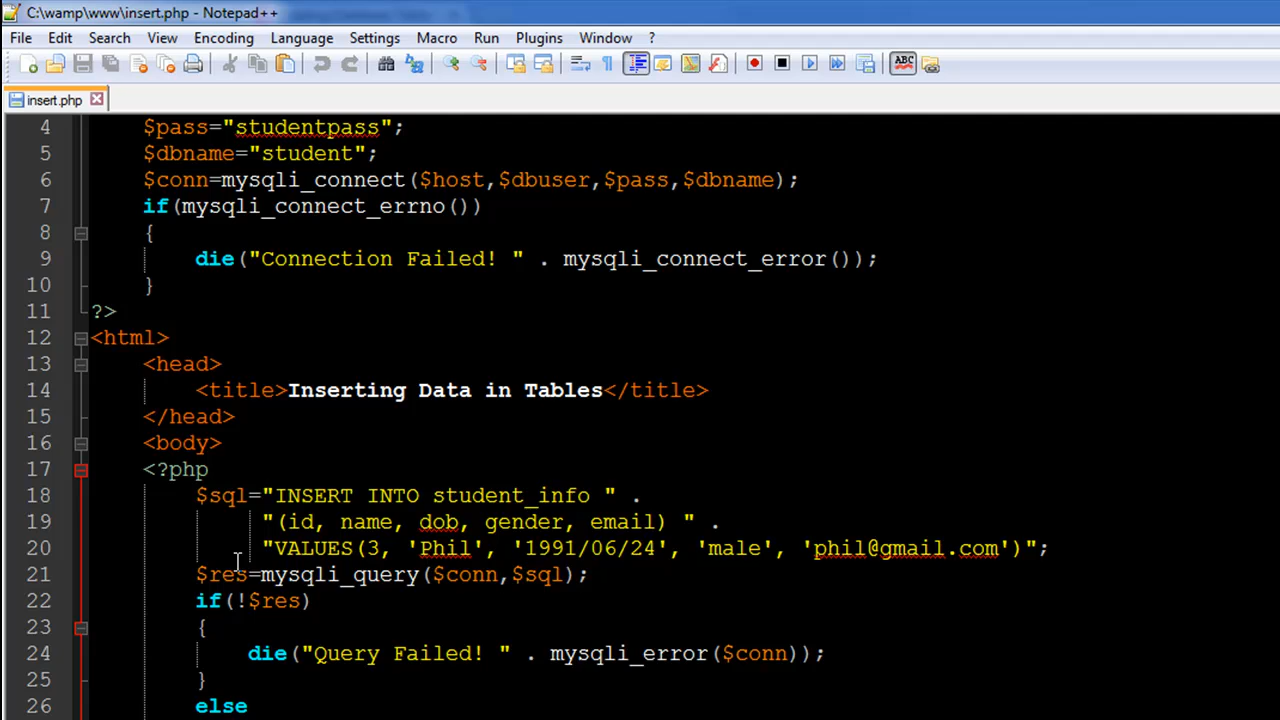 C:\wamp\www\insert.php - Notepad++
File Edit Search View Encoding Language Settings Macro Run Plugins Window ?
ABC
insert.php
4 $pass="studentpass";
5 $dbname="student";
6 $conn=mysqli_connect($host,$dbuser,$pass,$dbname);
7 if(mysqli_connect_errno())
8 {
9 die("Connection Failed! " . mysqli_connect_error());
10 }
11 ?>
12 <html>
13 <head>
14 <title>Inserting Data in Tables</title>
15 </head>
16 <body>
17 <?php
18 $sql="INSERT INTO student_info " .
19 "(id, name, dob, gender, email) " .
20 "VALUES(3, 'Phil', '1991/06/24', 'male', 'phil@gmail.com')";
21 $res=mysqli_query($conn,$sql);
22 if(!$res)
23 {
24 die("Query Failed! " . mysqli_error($conn));
25 }
26 else